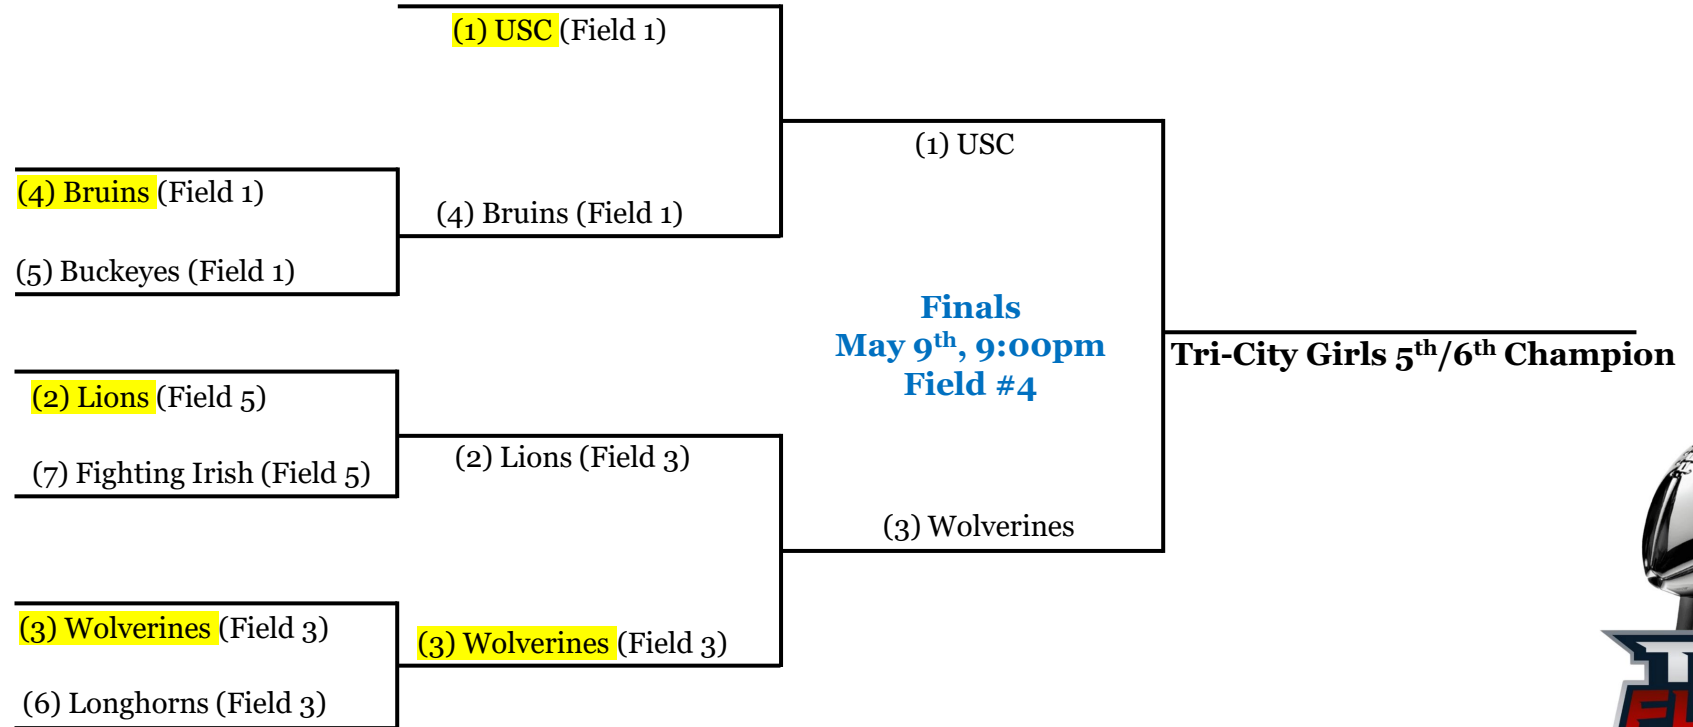 (1) USC (Field 1)
(1) USC
(4) Bruins (Field 1)
(4) Bruins (Field 1)
(5) Buckeyes (Field 1)
Finals
May 9th, 9:00pm
Field #4
Tri-City Girls 5th/6th Champion
(2) Lions (Field 5)
(2) Lions (Field 3)
(7) Fighting Irish (Field 5)
(3) Wolverines
(3) Wolverines (Field 3)
(3) Wolverines (Field 3)
(6) Longhorns (Field 3)